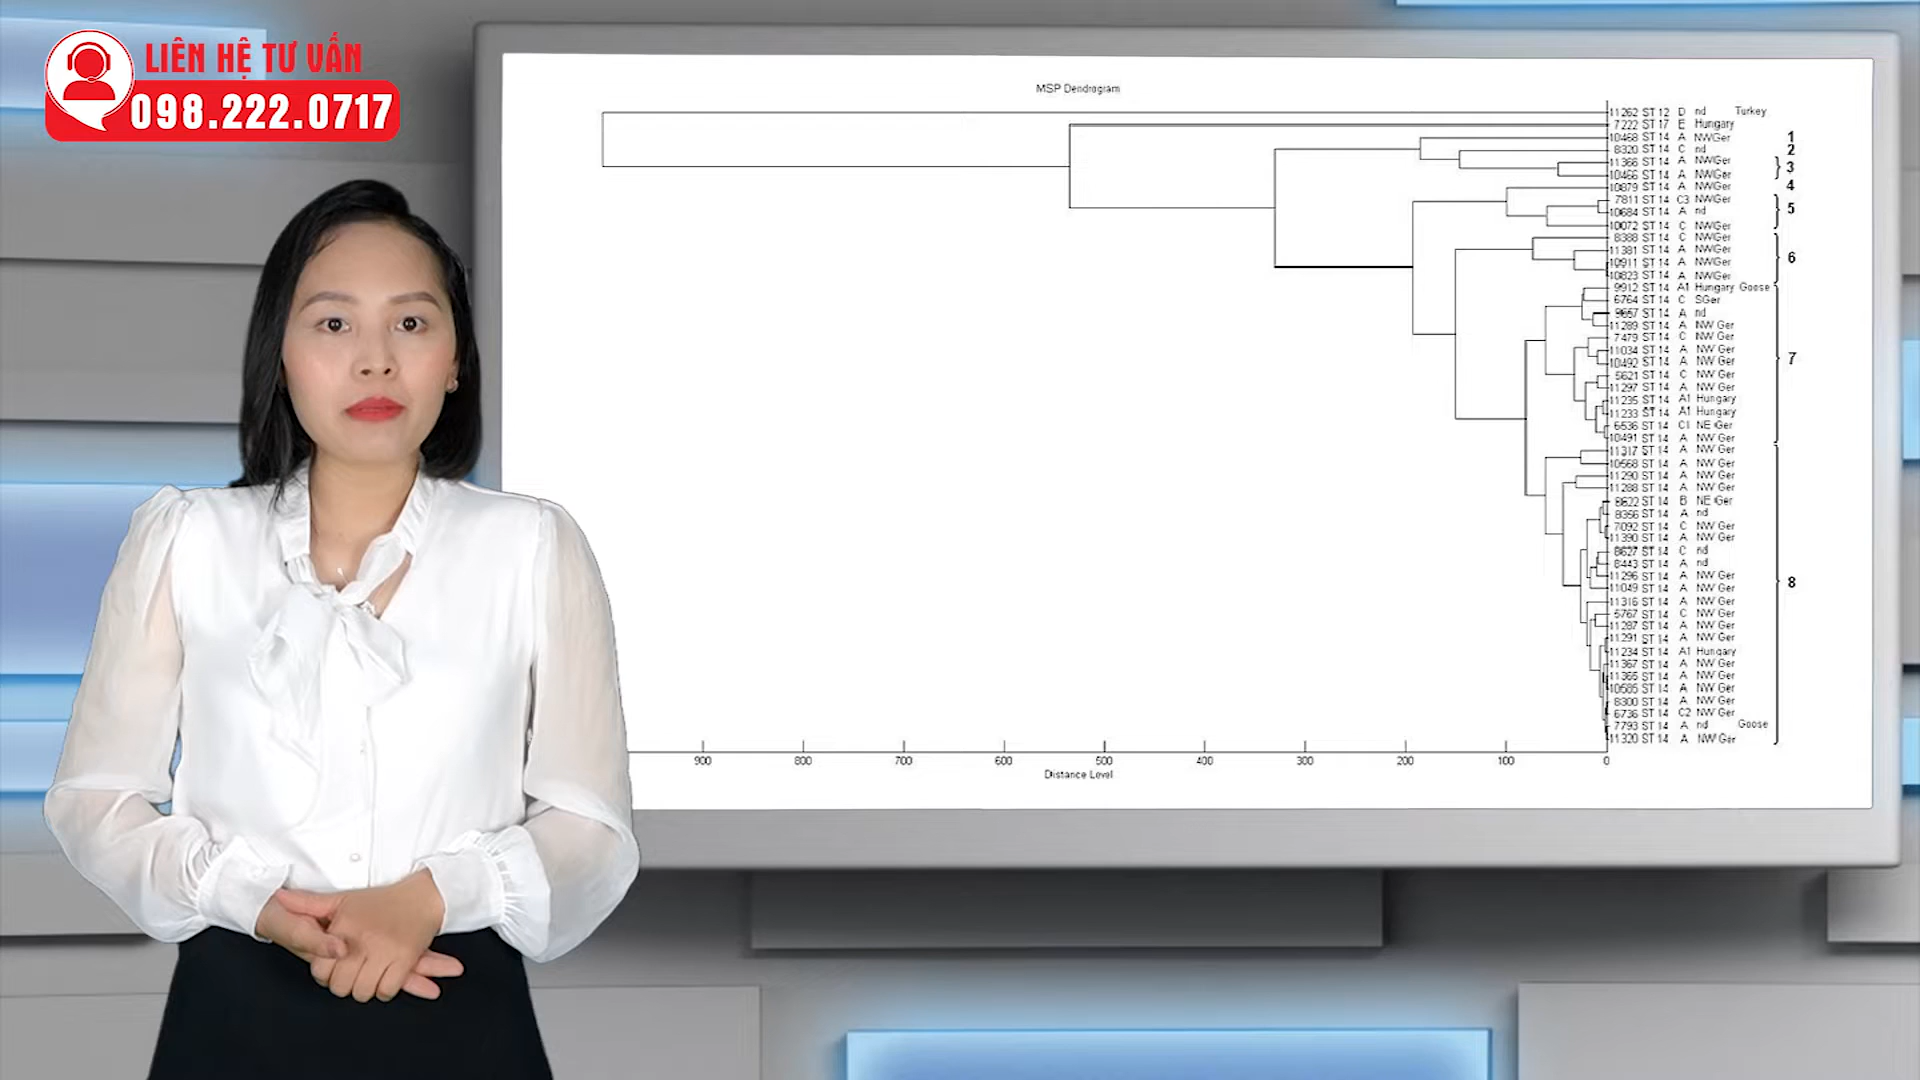 LIÊN HỆ TƯ VẤN
098.222.0717
MSP Dendrogram
11262 ST 12 D nd Turkey
7222 ST 17 E Hungary
10468 ST 14 A NWGer 1
8320 ST 14 C nd 2
11366 ST 14 A NWGer
3
10466 ST 14 A NWGer
10879 ST 14 A NWGer 4
7811 ST 14 C3 NWGer
10684 ST 14 A nd 5
10072 ST 14 C NWGer
8388 ST 14 C NWGer
11381 ST 14 A NWGer
10911 ST 14 A NWGer 6
10823 ST 14 A NWGer
9912 ST 14 A1 Hungary Goose
6764 ST 14 C SGer
9657 ST 14 A nd
11289 ST 14 A NW Ger
7479 ST 14 C NW Ger
11034 ST 14 A NW Ger
7
10492 ST 14 A NW Ger
5621 ST 14 C NW Ger
11297 ST 14 A NW Ger
11235 ST 14 A1 Hungary
11233 ST 14 A1 Hungary
6536 ST 14 C1 NE Ger
10491 ST 14 A NW Ger
11317 ST 14 A NW Ger
10568 ST 14 A NW Ger
11290 ST 14 A NW Ger
11288 ST 14 A NW Ger
8622 ST 14 B NE Ger
8356 ST 14 A nd
7092 ST 14 C NW Ger
11390 ST 14 A NW Ger
8627 ST 14 C nd
8443 ST 14 A nd
11296 ST 14 A NW Ger
8
11049 ST 14 A NW Ger
11316 ST 14 A NW Ger
5767 ST 14 C NW Ger
11287 ST 14 A NW Ger
11291 ST 14 A NW Ger
11234 ST 14 A1 Hungary
11367 ST 14 A NW Ger
11365 ST 14 A NW Ger
10585 ST 14 A NW Ger
8300 ST 14 A NW Ger
6736 ST 14 C2 NW Ger
7793 ST 14 A nd Goose
11320 ST 14 A NW Ger
900 800 700 600 500 400 300 200 100 0
Distance Level